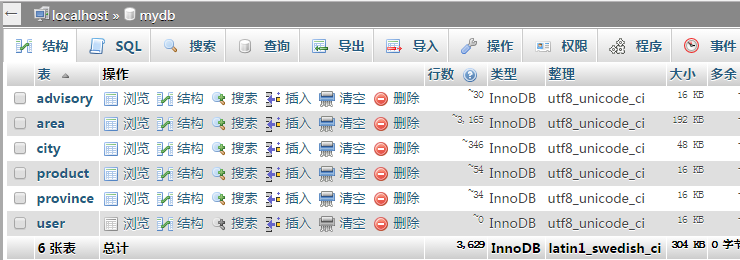 ← localhost » mydb
结构 SQL 搜索 查询 导出 导入 操作 权限 程序 事件
表 操作 行数 类型 整理 大小 多余
advisory 浏览 结构 搜索 插入 清空 删除 ~30 InnoDB utf8_unicode_ci 16 KB
area 浏览 结构 搜索 插入 清空 删除 ~3,165 InnoDB utf8_unicode_ci 192 KB
city 浏览 结构 搜索 插入 清空 删除 ~346 InnoDB utf8_unicode_ci 48 KB
product 浏览 结构 搜索 插入 清空 删除 ~54 InnoDB utf8_unicode_ci 16 KB
province 浏览 结构 搜索 插入 清空 删除 ~34 InnoDB utf8_unicode_ci 16 KB
user 浏览 结构 搜索 插入 清空 删除 ~0 InnoDB utf8_unicode_ci 16 KB
6 张表 总计 3,629 InnoDB latin1_swedish_ci 304 KB 0 字